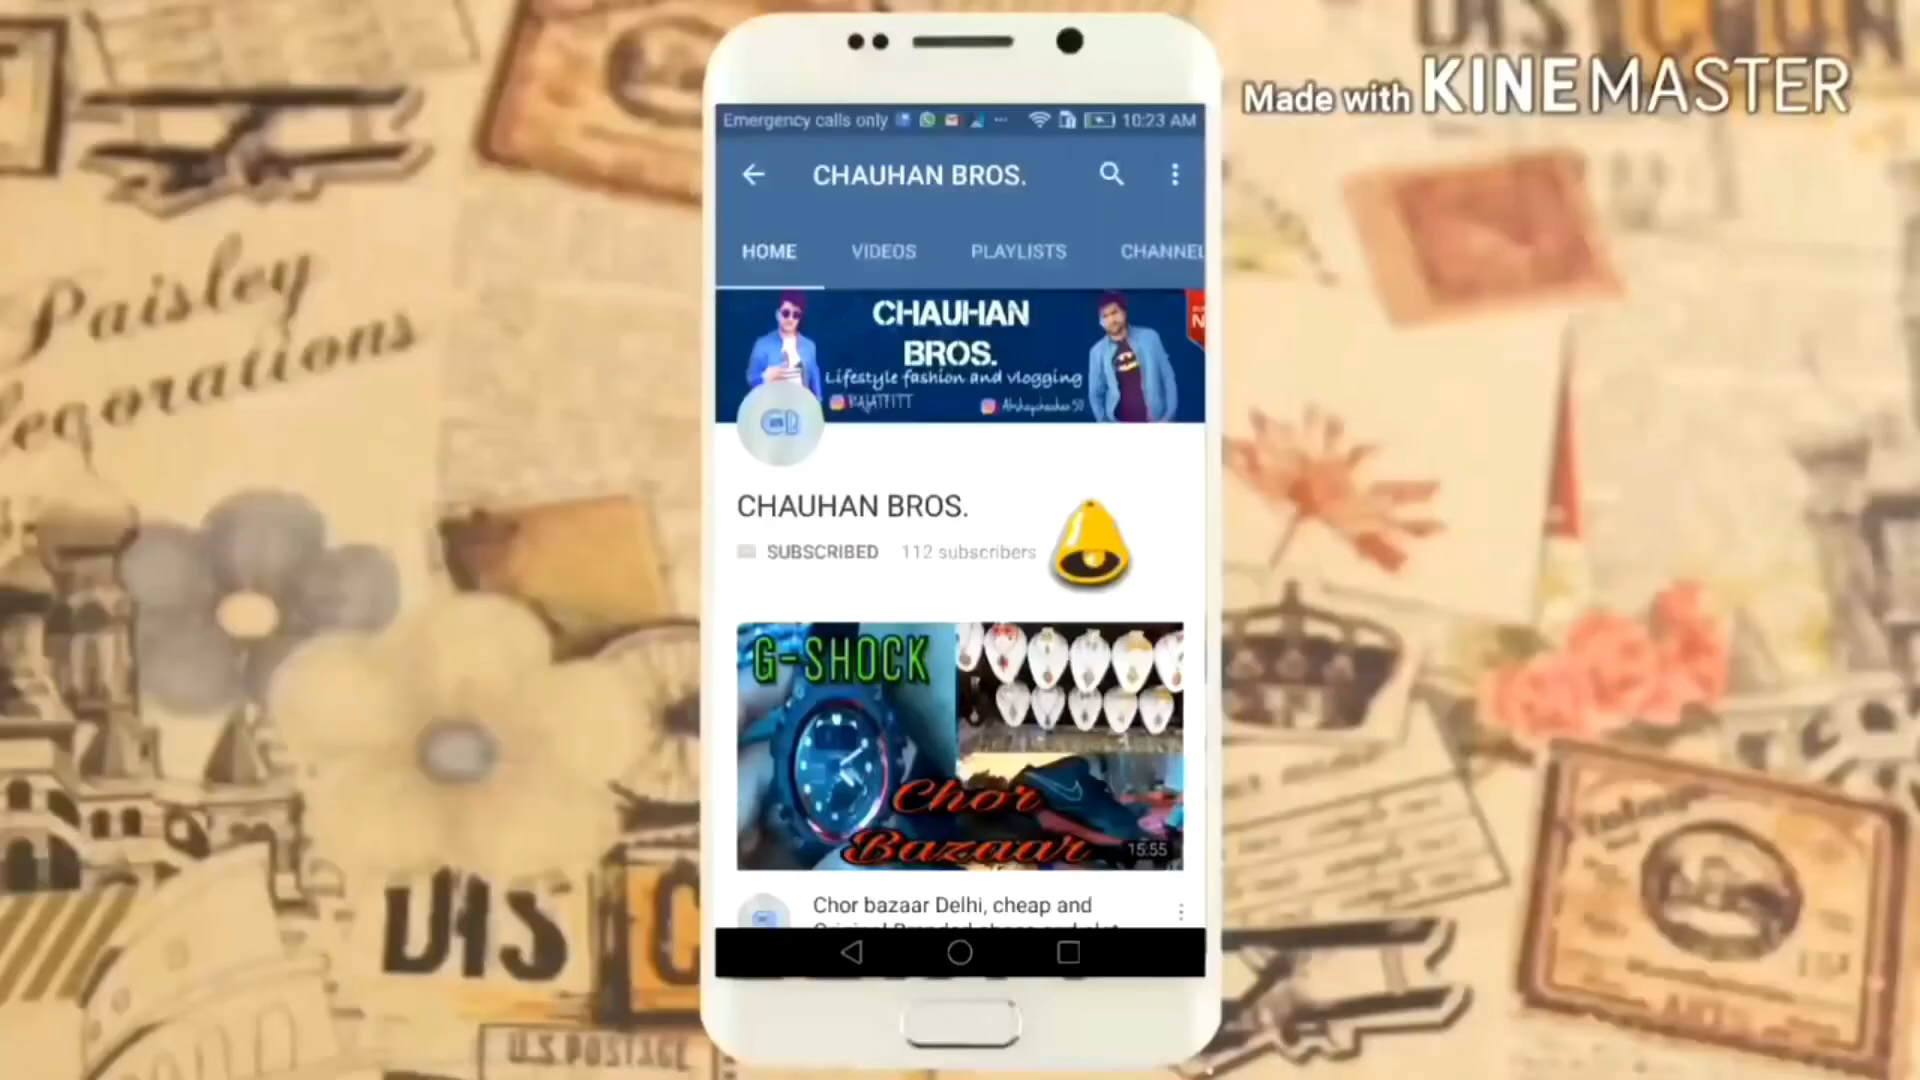 Made with KINEMASTER
Paisley
Decorations
Emergency calls only 10:23 AM
CHAUHAN BROS.
HOME VIDEOS PLAYLISTS CHANNEL
CHAUHAN
BROS.
Lifestyle fashion and vlogging
CHAUHAN BROS.
SUBSCRIBED 112 subscribers
G-SHOCK
Chor
Bazaar
15:55
Chor bazaar Delhi, cheap and
DIS
U.S. POSTAGE